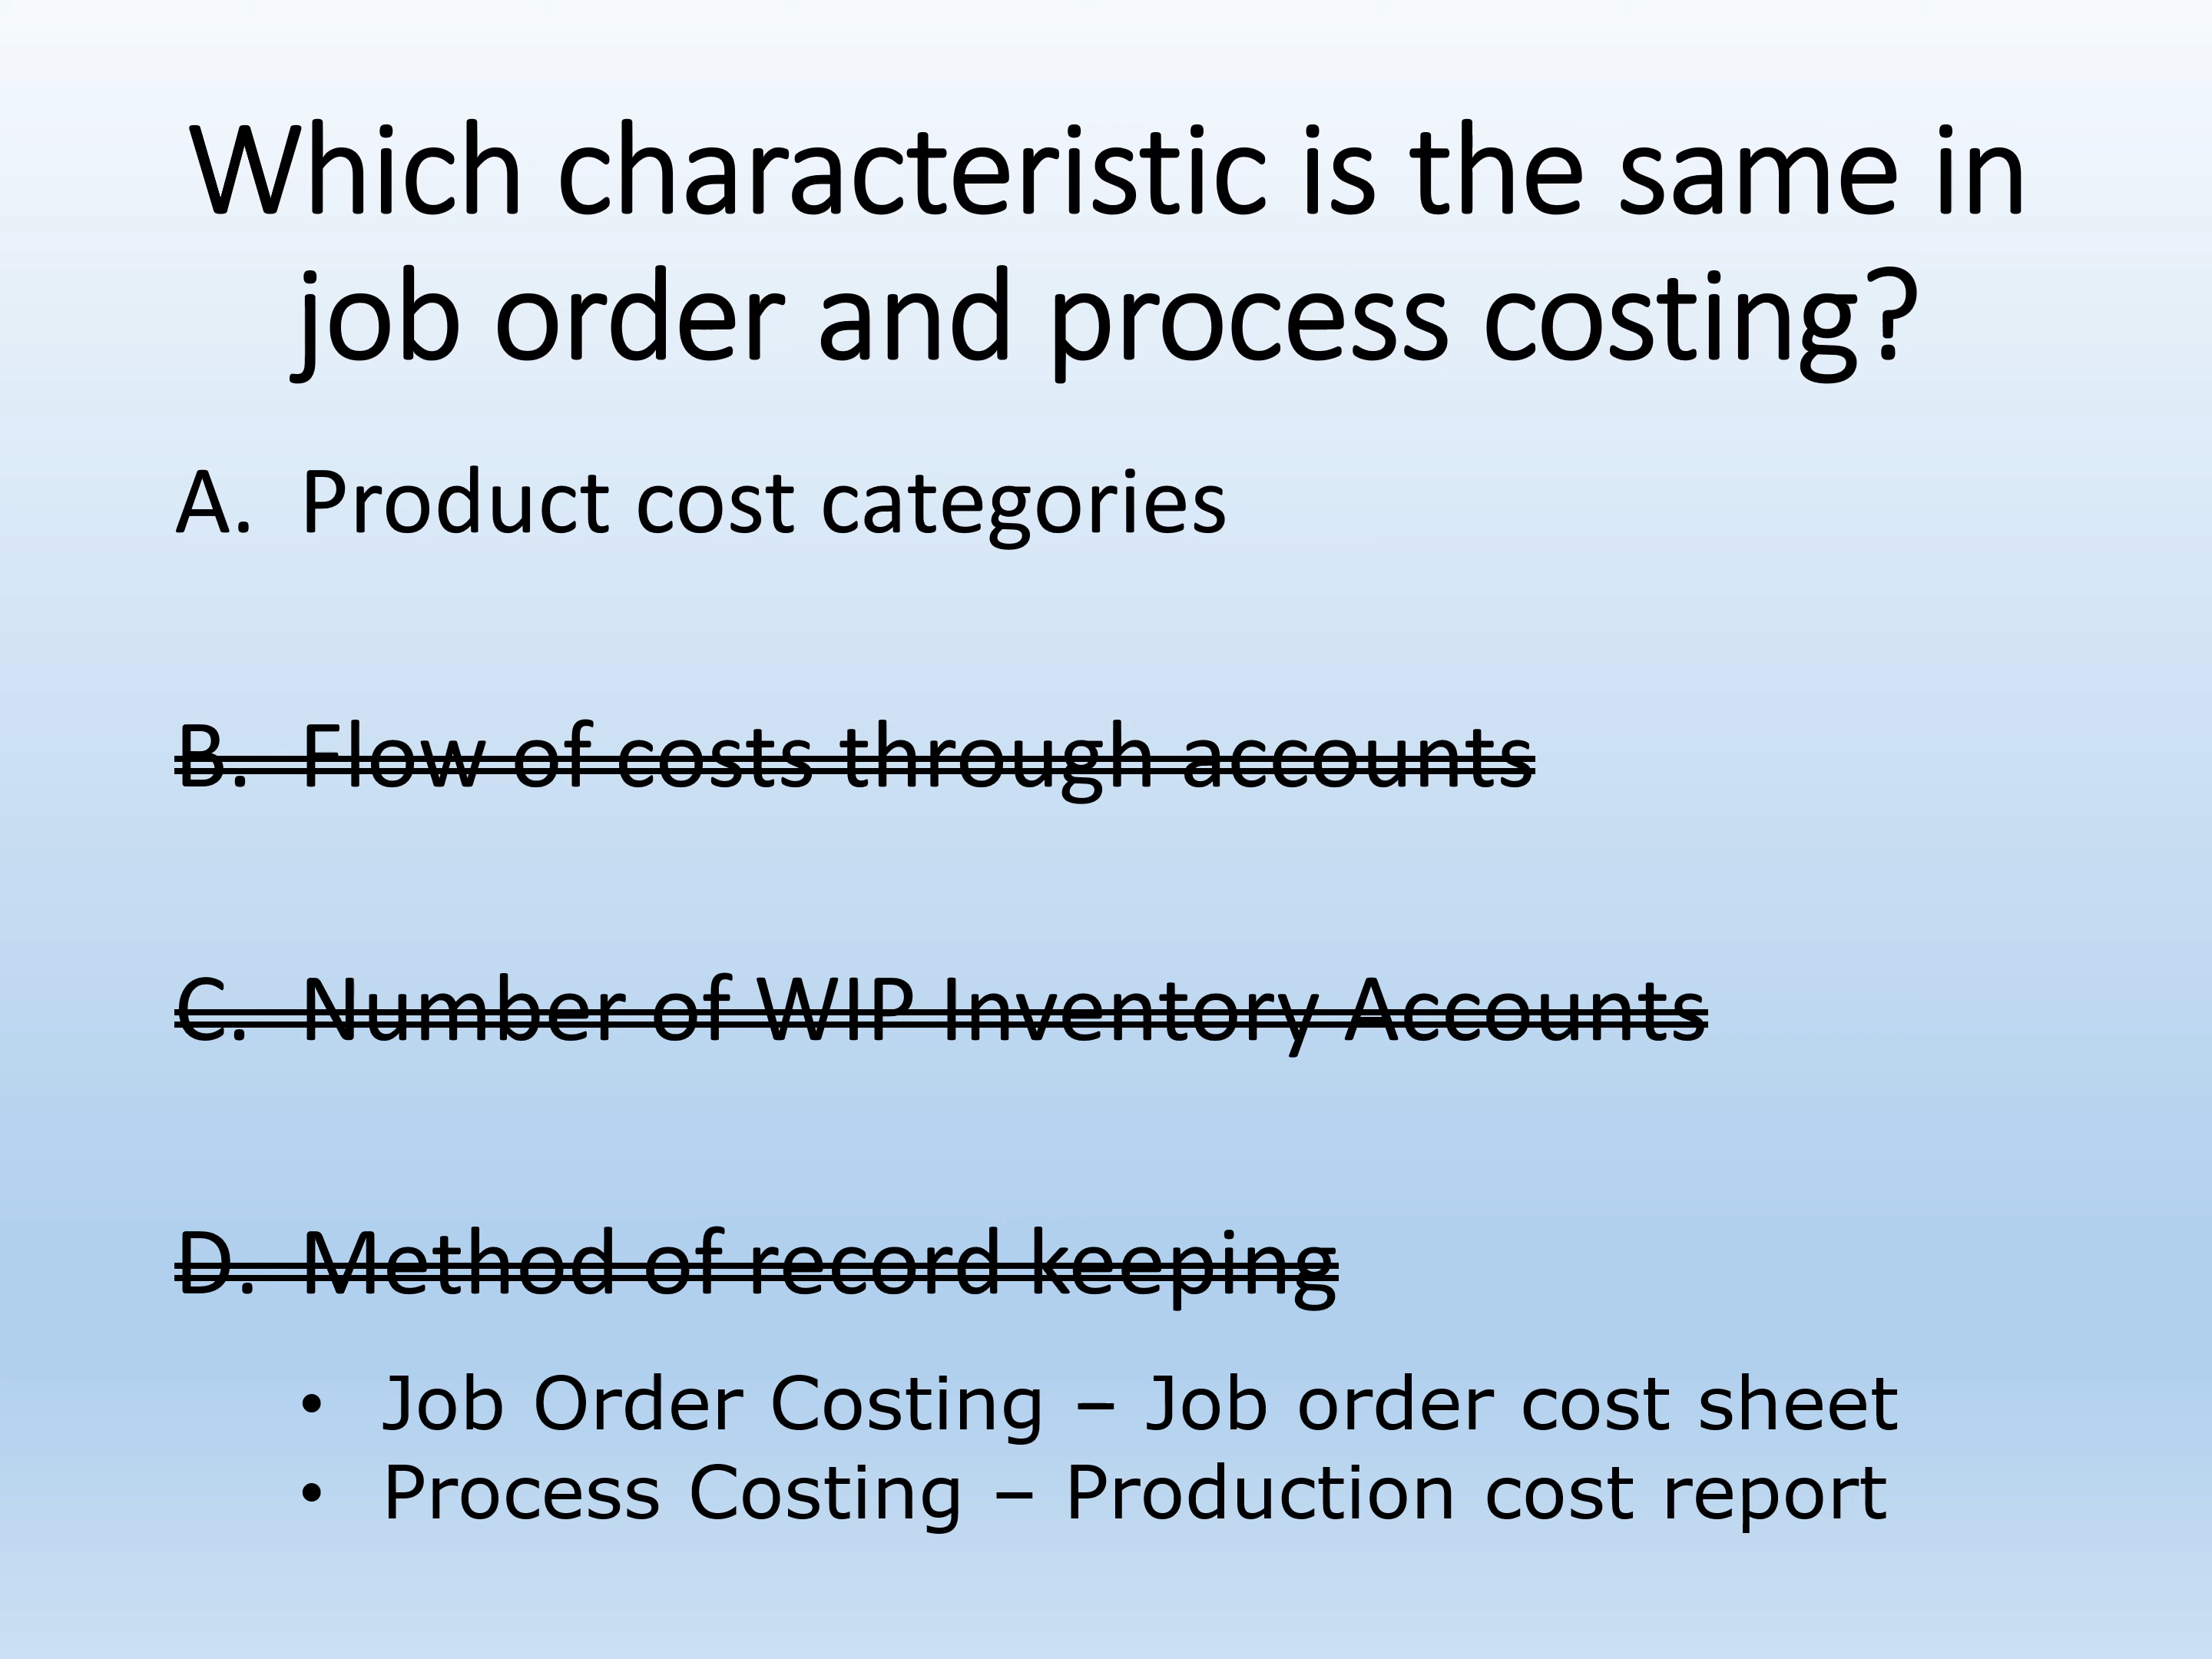 Which characteristic is the same in
job order and process costing?
A. Product cost categories
B. Flow of costs through accounts
C. Number of WIP Inventory Accounts
D. Method of record keeping
• Job Order Costing – Job order cost sheet
• Process Costing – Production cost report